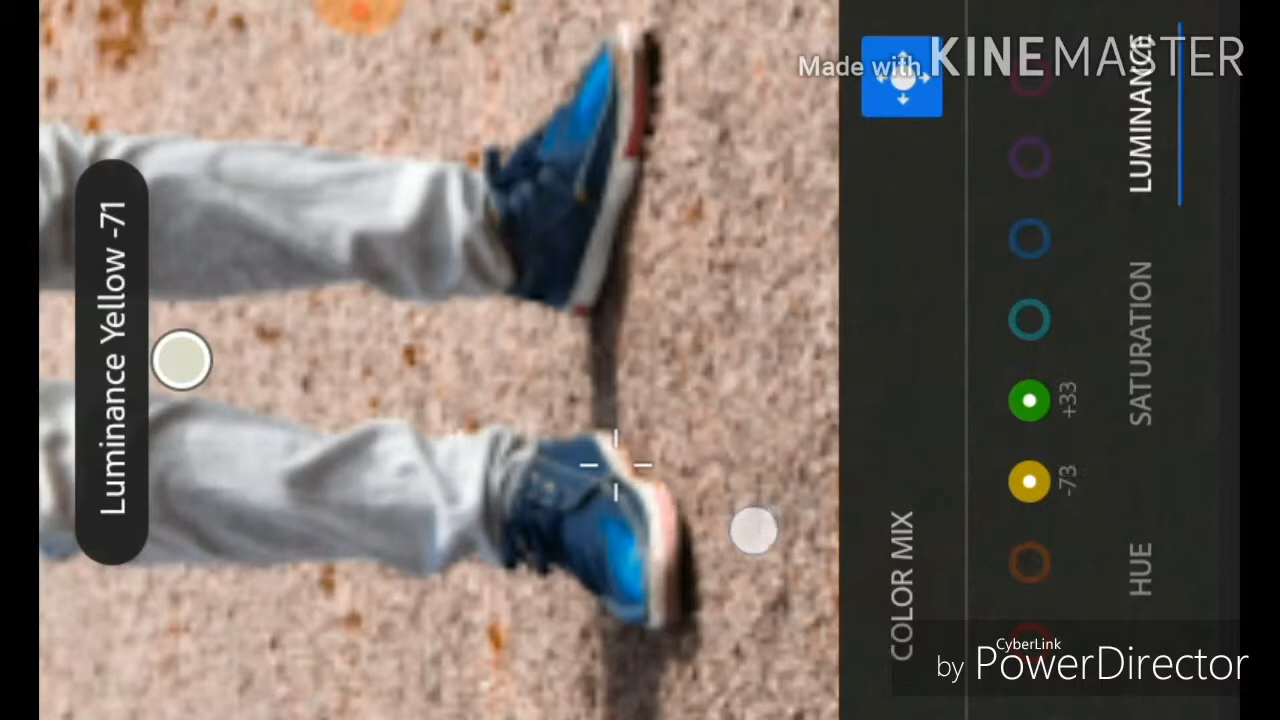 Made with KINEMASTER
Luminance Yellow -71
COLOR MIX
+33
-73
LUMINANCE
SATURATION
HUE
CyberLink
by PowerDirector